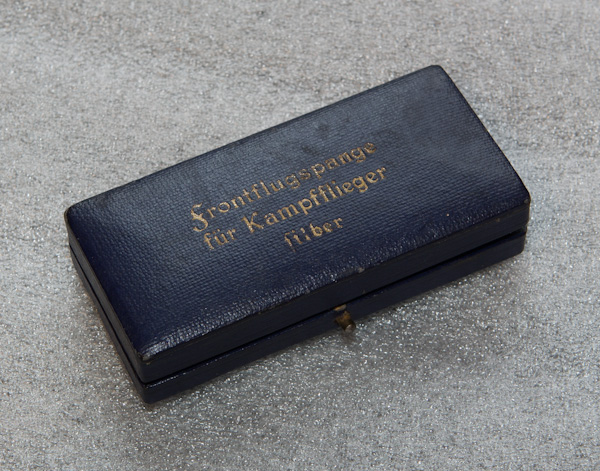 Frontflugspange
für Kampfflieger
silber